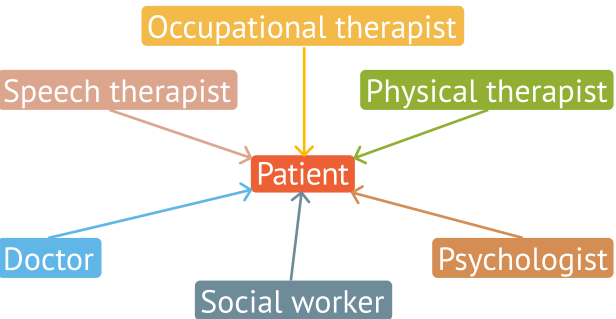 Occupational therapist
Speech therapist
Physical therapist
Patient
Doctor
Psychologist
Social worker